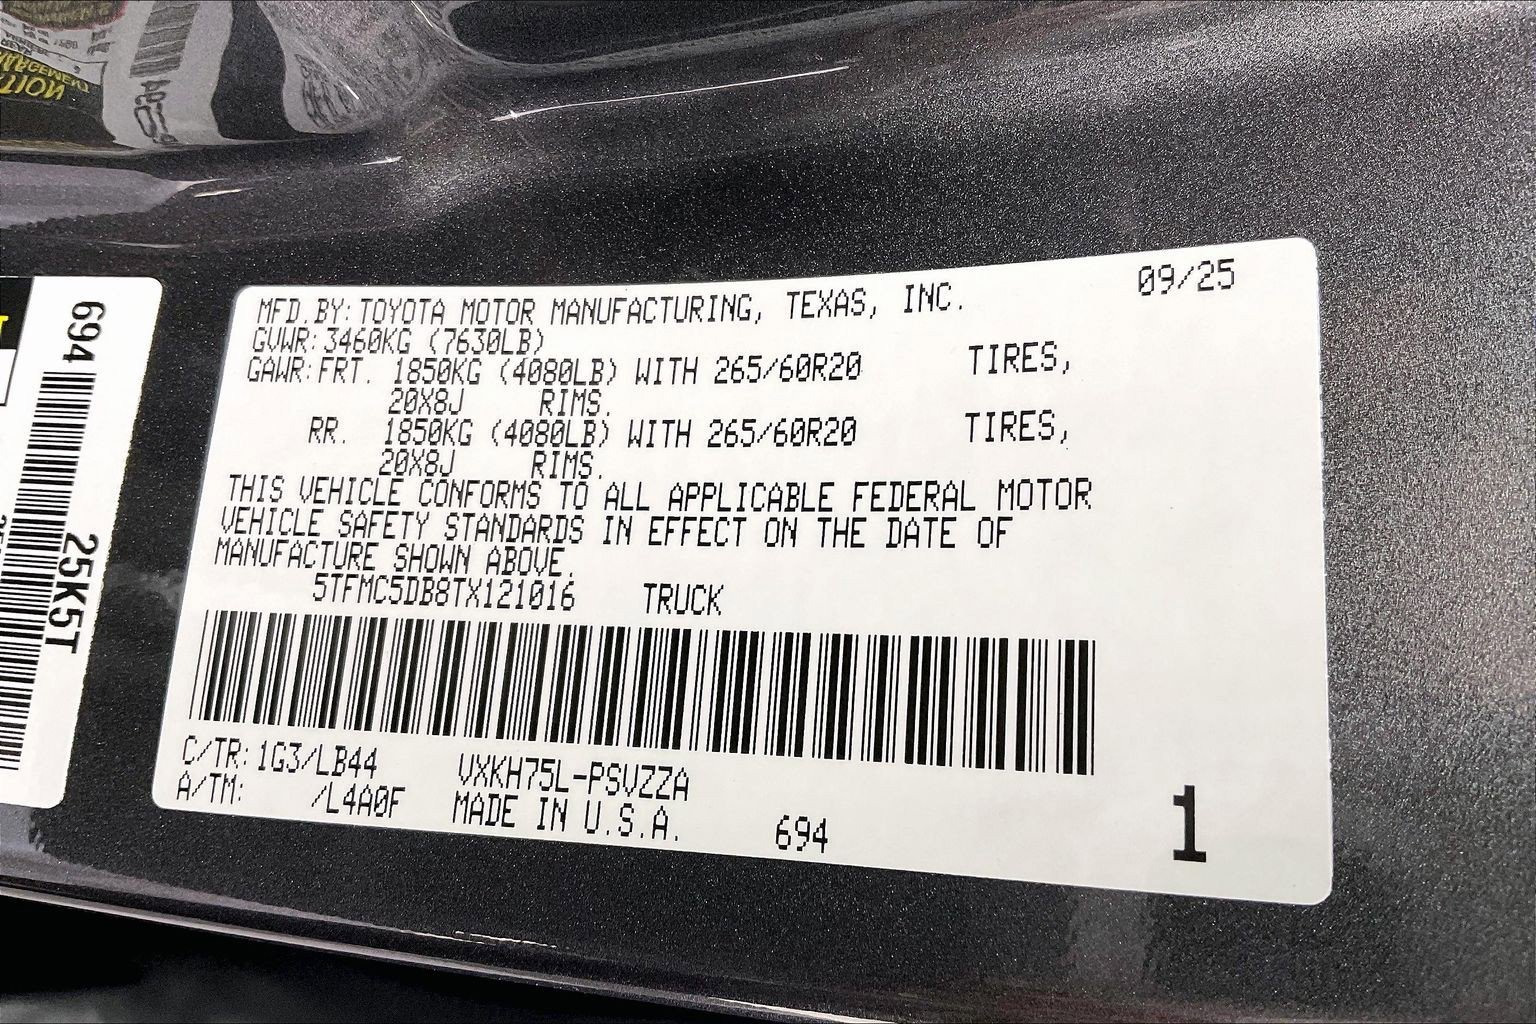 MFD.BY: TOYOTA MOTOR MANUFACTURING, TEXAS, INC. 09/25
GVWR: 3460KG (7630LB)
GAWR: FRT. 1850KG (4080LB) WITH 265/60R20 TIRES,
20X8J RIMS.
RR. 1850KG (4080LB) WITH 265/60R20 TIRES,
20X8J RIMS.
THIS VEHICLE CONFORMS TO ALL APPLICABLE FEDERAL MOTOR
VEHICLE SAFETY STANDARDS IN EFFECT ON THE DATE OF
MANUFACTURE SHOWN ABOVE.
5TFMC5DB8TX121016 TRUCK
C/TR: 1G3/LB44 VXKH75L-PSVZZA
A/TM: /L4A0F MADE IN U.S.A. 694 1
694
25K5T